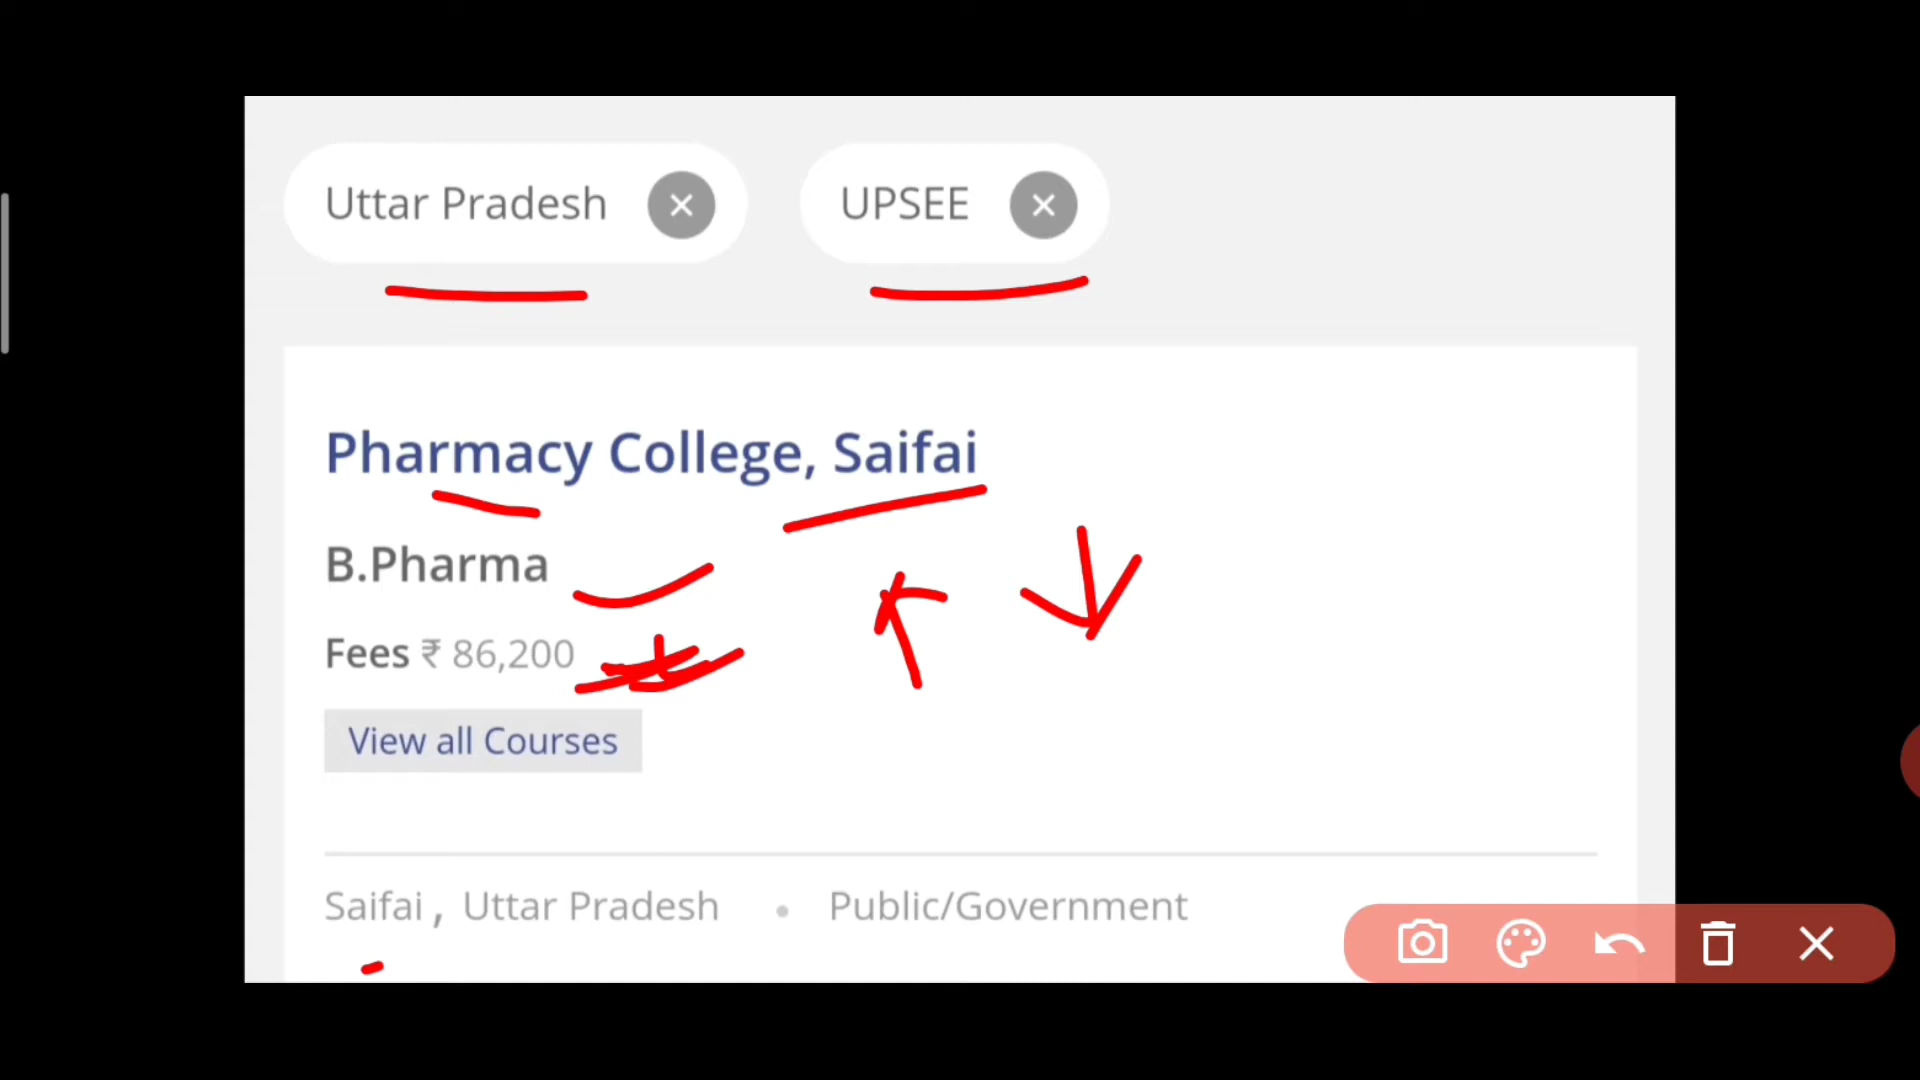 Uttar Pradesh UPSEE
Pharmacy College, Saifai
B.Pharma
Fees ₹ 86,200
View all Courses
Saifai , Uttar Pradesh • Public/Government